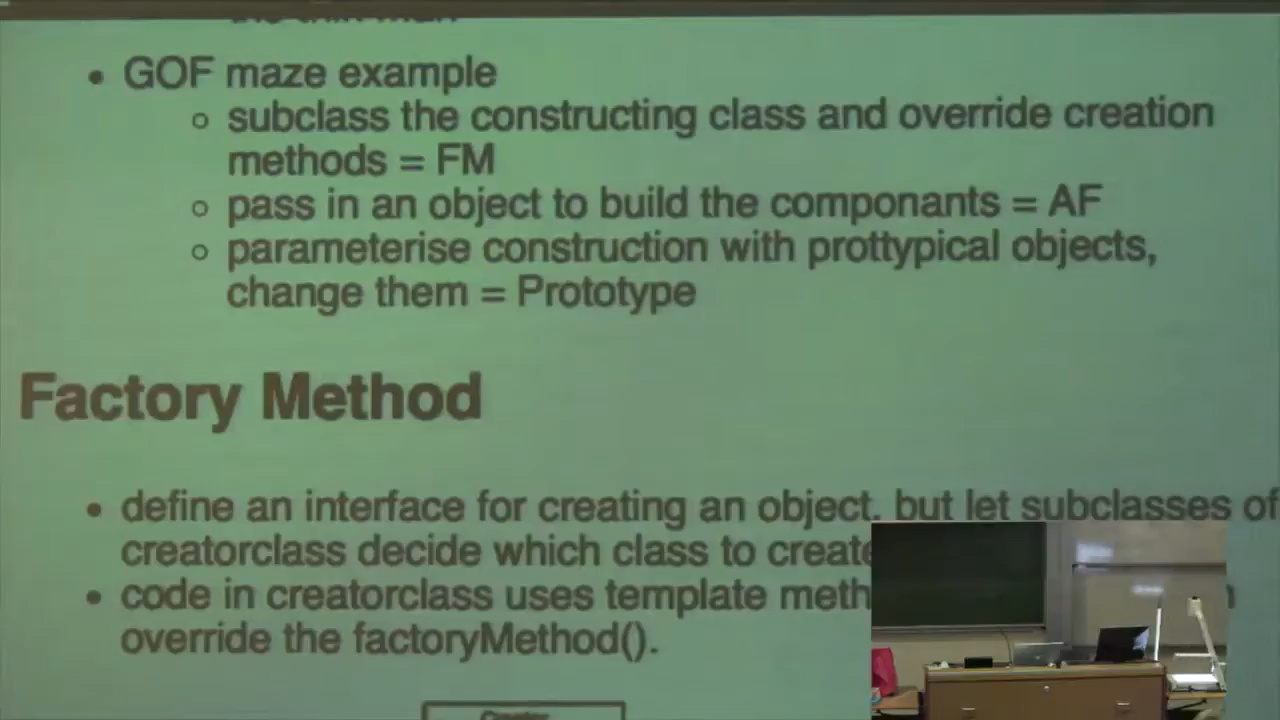 • GOF maze example
○ subclass the constructing class and override creation
methods = FM
○ pass in an object to build the componants = AF
○ parameterise construction with prottypical objects,
change them = Prototype
Factory Method
• define an interface for creating an object, but let subclasses of
creatorclass decide which class to create
• code in creatorclass uses template meth
override the factoryMethod().
Creator